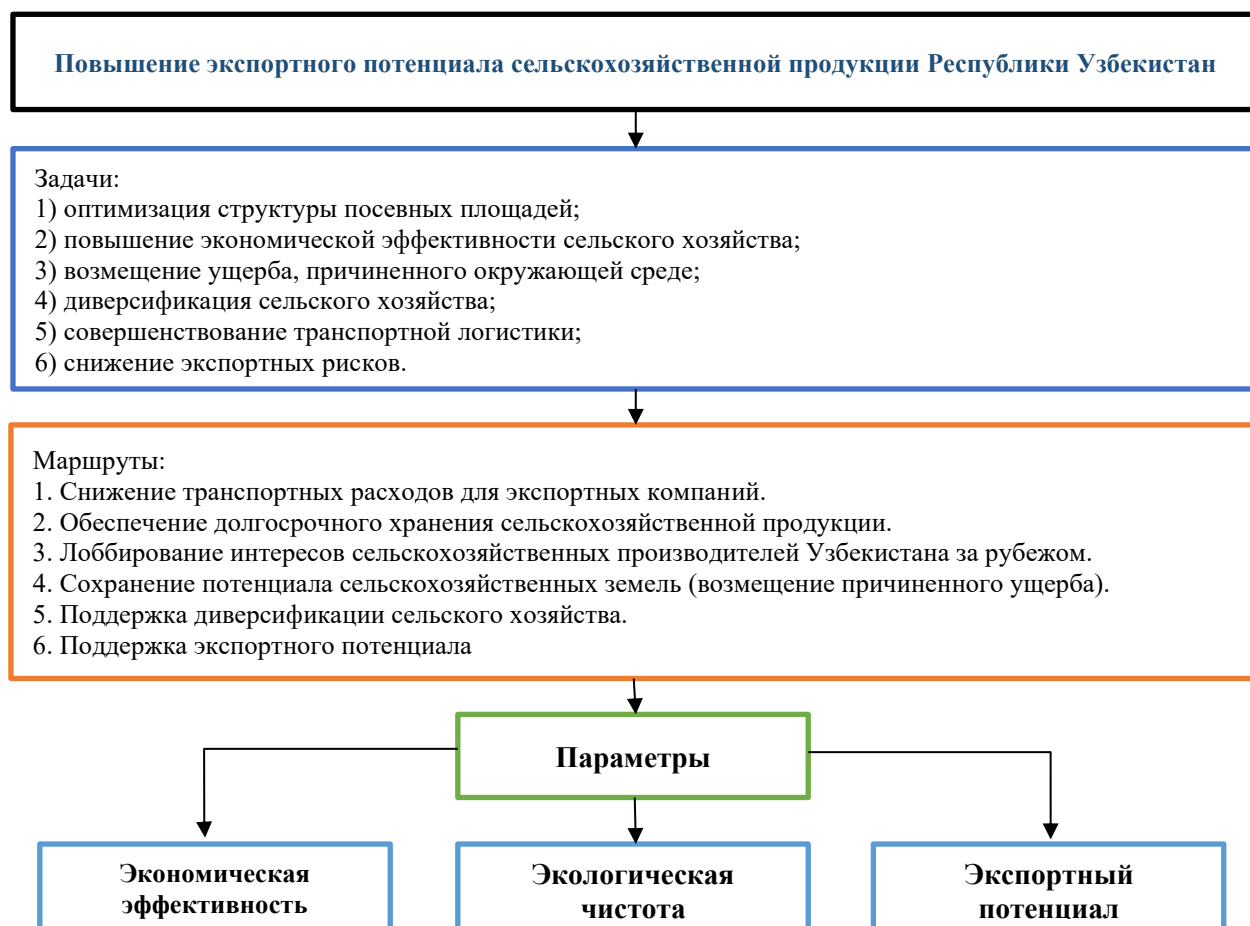 Повышение экспортного потенциала сельскохозяйственной продукции Республики Узбекистан
Задачи:
1) оптимизация структуры посевных площадей;
2) повышение экономической эффективности сельского хозяйства;
3) возмещение ущерба, причиненного окружающей среде;
4) диверсификация сельского хозяйства;
5) совершенствование транспортной логистики;
6) снижение экспортных рисков.
Маршруты:
1. Снижение транспортных расходов для экспортных компаний.
2. Обеспечение долгосрочного хранения сельскохозяйственной продукции.
3. Лоббирование интересов сельскохозяйственных производителей Узбекистана за рубежом.
4. Сохранение потенциала сельскохозяйственных земель (возмещение причиненного ущерба).
5. Поддержка диверсификации сельского хозяйства.
6. Поддержка экспортного потенциала
Параметры
Экономическая
эффективность
Экологическая
чистота
Экспортный
потенциал